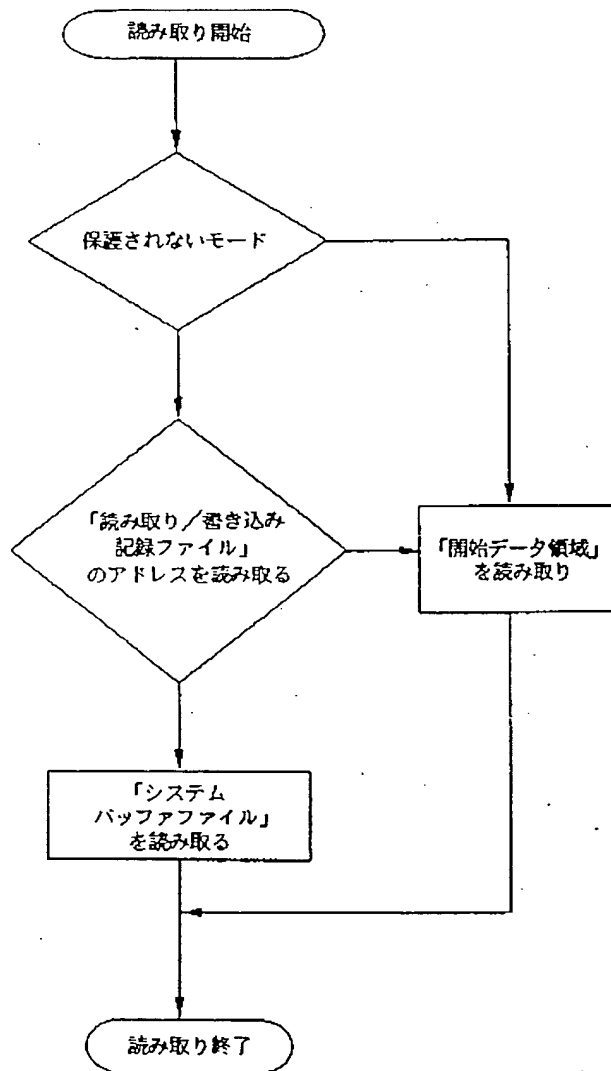 読み取り開始
保護されないモード
「読み取り／書き込み
記録ファイル」
のアドレスを読み取る
「開始データ領域」
を読み取り
「システム
バッファファイル」
を読み取る
読み取り終了